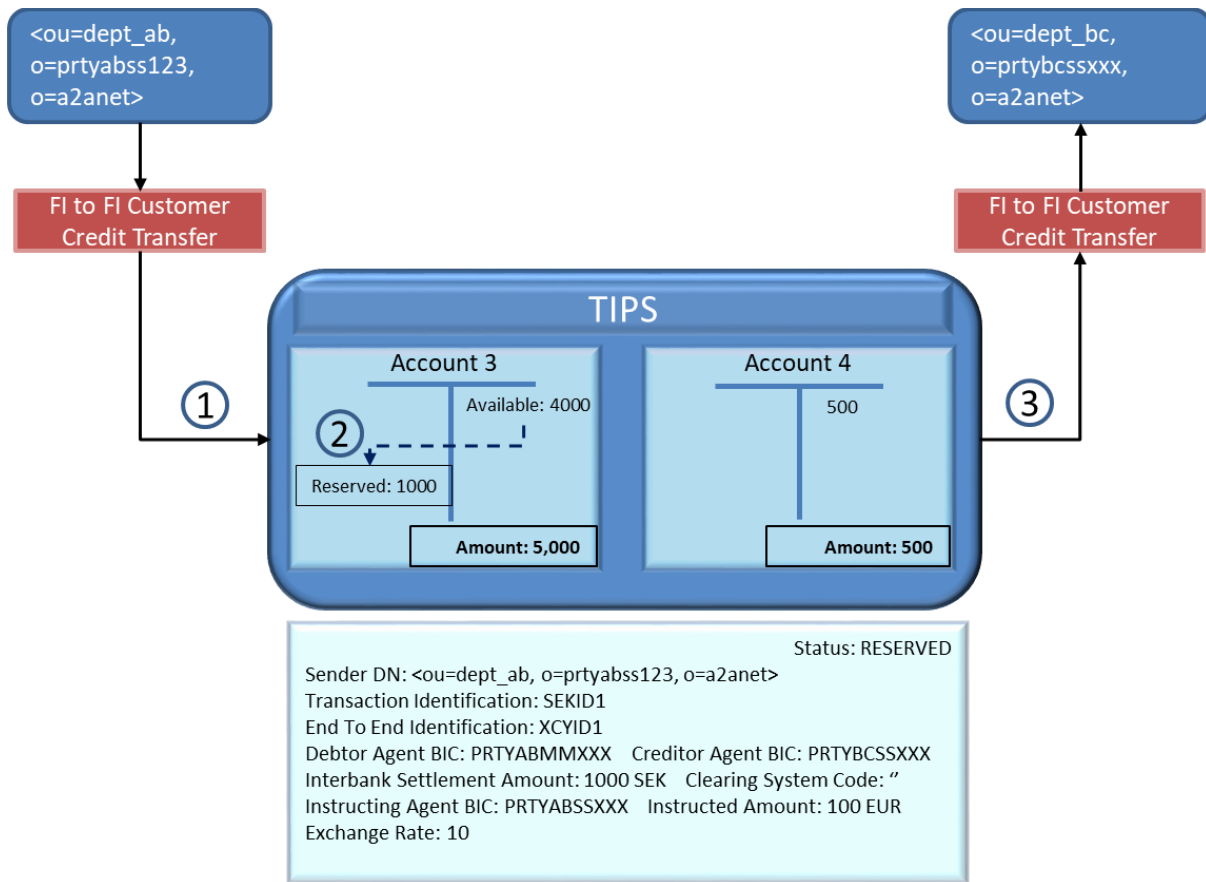 <ou=dept_ab,
o=prtyabss123,
o=a2anet>
<ou=dept_bc,
o=prtybcssxxx,
o=a2anet>
FI to FI Customer
Credit Transfer
FI to FI Customer
Credit Transfer
TIPS
Account 3
Available: 4000
Account 4
500
1
2
3
Reserved: 1000
Amount: 5,000
Amount: 500
Status: RESERVED
Sender DN: <ou=dept_ab, o=prtyabss123, o=a2anet>
Transaction Identification: SEKID1
End To End Identification: XCYID1
Debtor Agent BIC: PRTYABMMXXX Creditor Agent BIC: PRTYBCSSXXX
Interbank Settlement Amount: 1000 SEK Clearing System Code: ‘’
Instructing Agent BIC: PRTYABSSXXX Instructed Amount: 100 EUR
Exchange Rate: 10